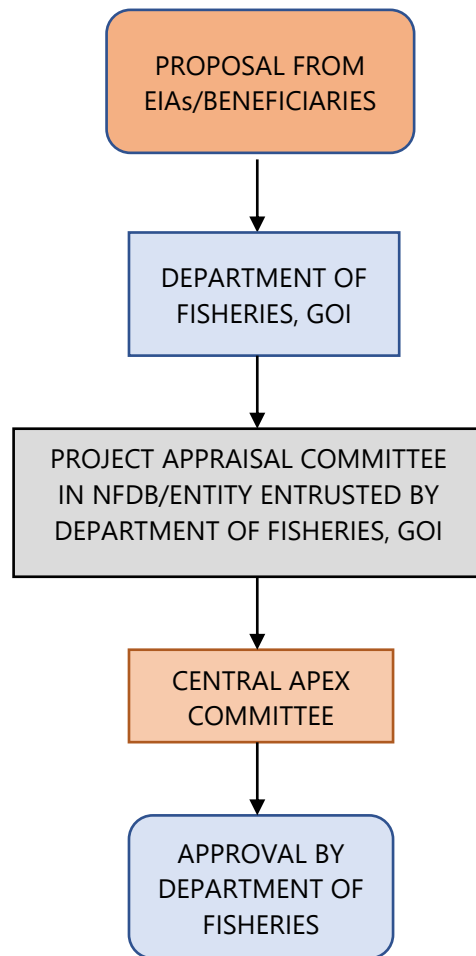 PROPOSAL FROM
EIAs/BENEFICIARIES
DEPARTMENT OF
FISHERIES, GOI
PROJECT APPRAISAL COMMITTEE
IN NFDB/ENTITY ENTRUSTED BY
DEPARTMENT OF FISHERIES, GOI
CENTRAL APEX
COMMITTEE
APPROVAL BY
DEPARTMENT OF
FISHERIES